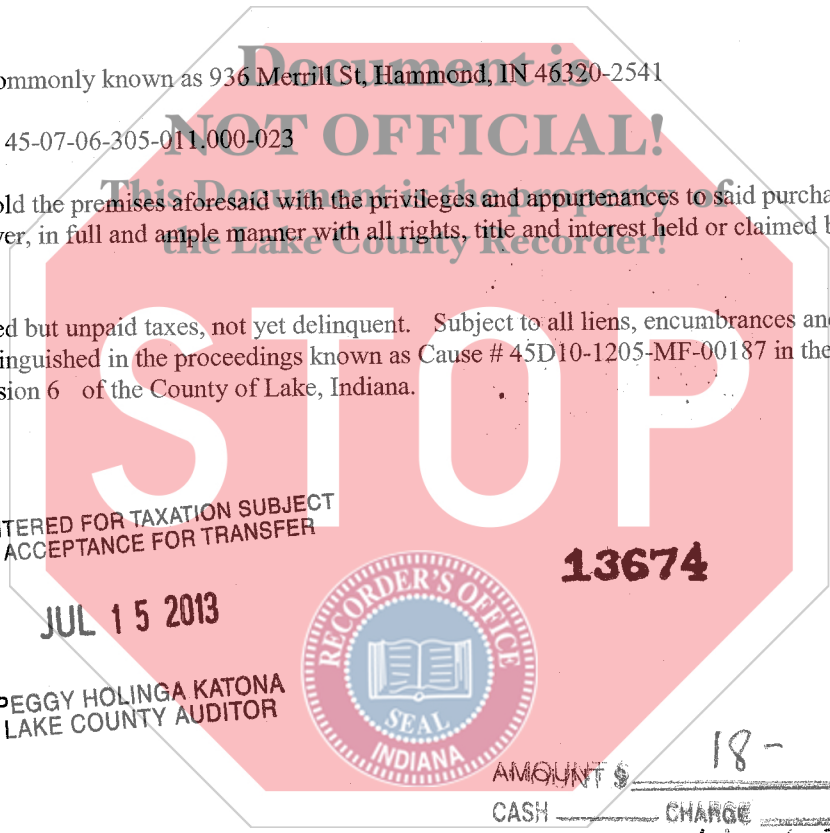 ommonly known as 936 Merrill St, Hammond, IN 46320-2541
45-07-06-305-011.000-023
old the premises aforesaid with the privileges and appurtenances to said purcha
ver, in full and ample manner with all rights, title and interest held or claimed b
ed but unpaid taxes, not yet delinquent. Subject to all liens, encumbrances and
inguished in the proceedings known as Cause # 45D10-1205-MF-00187 in the
sion 6 of the County of Lake, Indiana.
Document is
NOT OFFICIAL!
This Document is the property of
the Lake County Recorder!
STOP
TERED FOR TAXATION SUBJECT
ACCEPTANCE FOR TRANSFER
13674
JUL 15 2013
PEGGY HOLINGA KATONA
LAKE COUNTY AUDITOR
RECORDER'S OFFICE
SEAL
INDIANA
AMOUNT $ 18-
CASH CHARGE